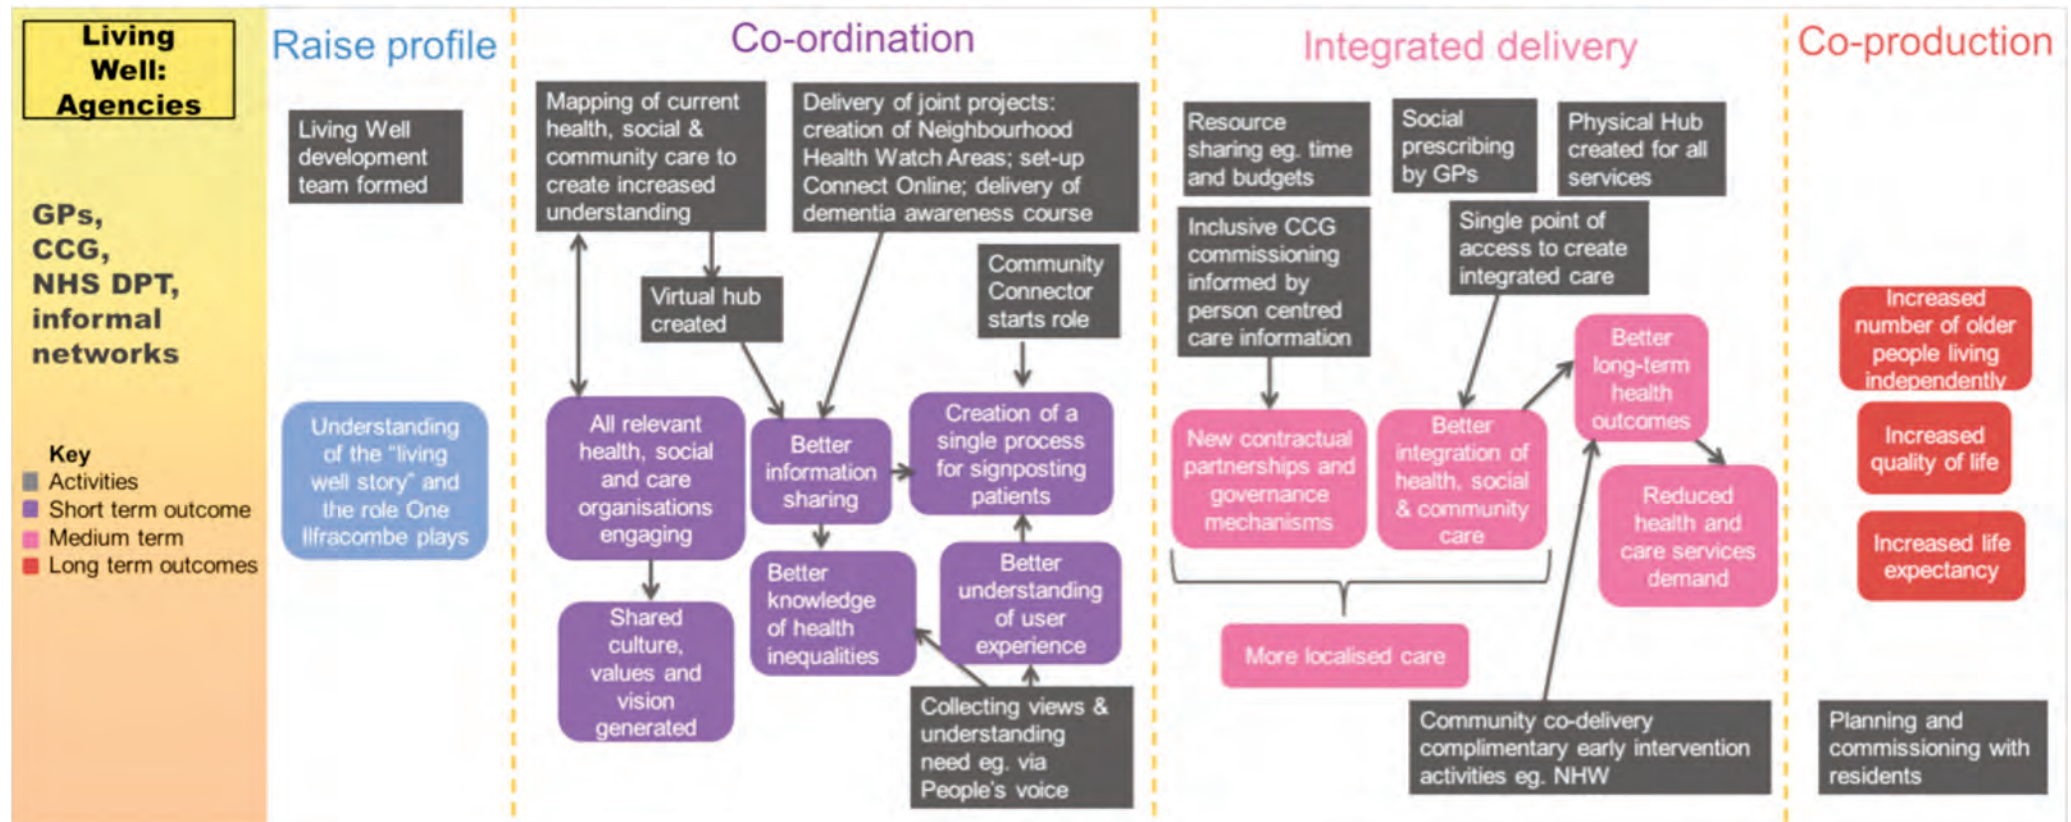 Living
Well:
Agencies
GPs,
CCG,
NHS DPT,
informal
networks
Key
Activities
Short term outcome
Medium term
Long term outcomes
Raise profile
Living Well
development
team formed
Understanding
of the “living
well story” and
the role One
Ilfracombe plays
Co-ordination
Mapping of current
health, social &
community care to
create increased
understanding
Delivery of joint projects:
creation of Neighbourhood
Health Watch Areas; set-up
Connect Online; delivery of
dementia awareness course
Virtual hub
created
Community
Connector
starts role
All relevant
health, social
and care
organisations
engaging
Better
information
sharing
Creation of a
single process
for signposting
patients
Shared
culture,
values and
vision
generated
Better
knowledge
of health
inequalities
Better
understanding
of user
experience
Collecting views &
understanding
need eg. via
People's voice
Integrated delivery
Resource
sharing eg. time
and budgets
Social
prescribing
by GPs
Physical Hub
created for all
services
Inclusive CCG
commissioning
informed by
person centred
care information
Single point of
access to create
integrated care
New contractual
partnerships and
governance
mechanisms
Better
integration of
health, social
& community
care
Better
long-term
health
outcomes
Reduced
health and
care services
demand
More localised care
Community co-delivery
complimentary early intervention
activities eg. NHW
Co-production
Increased
number of older
people living
independently
Increased
quality of life
Increased life
expectancy
Planning and
commissioning with
residents